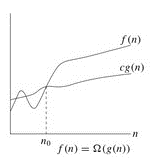 f(n)
cg(n)
n
n₀
f(n) = Ω(g(n))